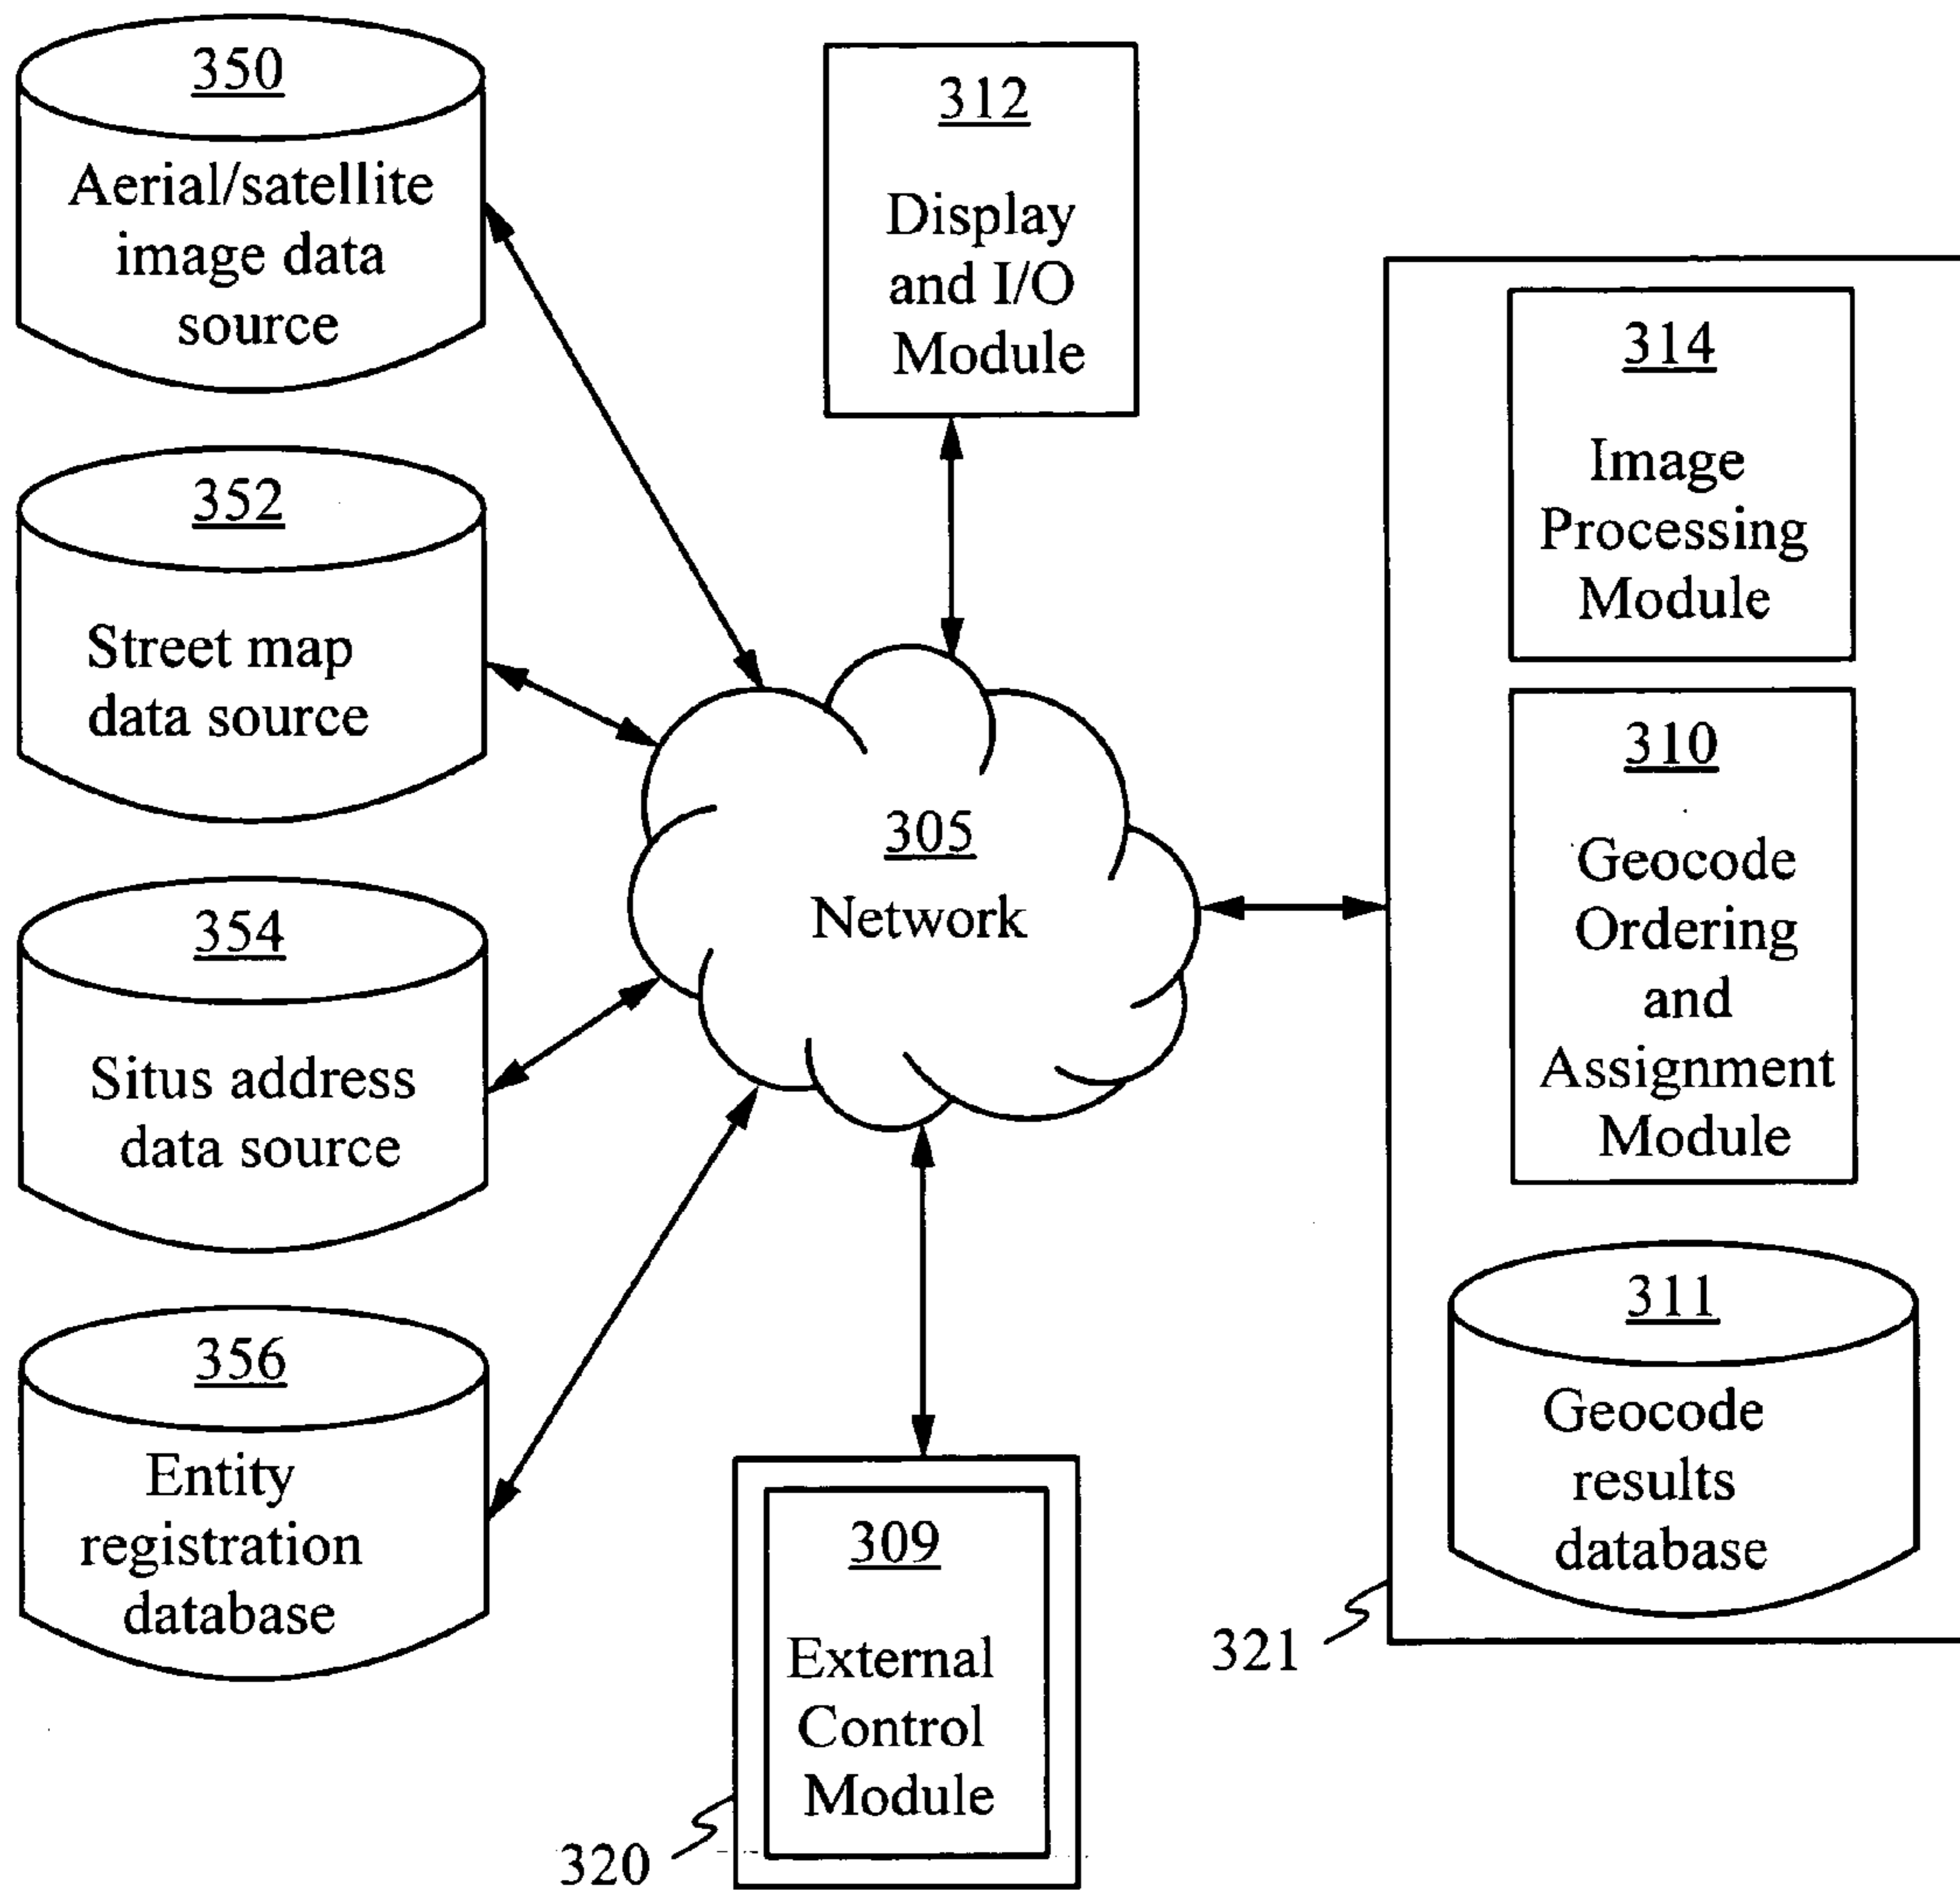 350
Aerial/satellite
image data
source
352
Street map
data source
354
Situs address
data source
356
Entity
registration
database
312
Display
and I/O
Module
305
Network
309
External
Control
Module
320
314
Image
Processing
Module
310
Geocode
Ordering
and
Assignment
Module
311
Geocode
results
database
321